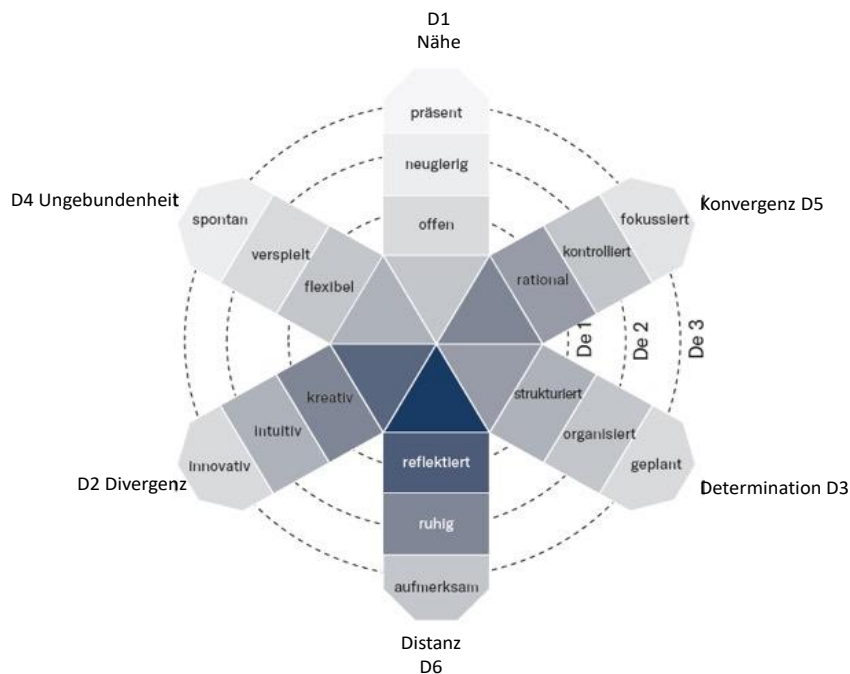 D1
Nähe
präsent
neugierig
offen
D4 Ungebundenheit
spontan
verspielt
flexibel
Konvergenz D5
fokussiert
kontrolliert
rational
De 1
De 2
De 3
kreativ
intuitiv
innovativ
D2 Divergenz
strukturiert
organisiert
geplant
Determination D3
reflektiert
ruhig
aufmerksam
Distanz
D6